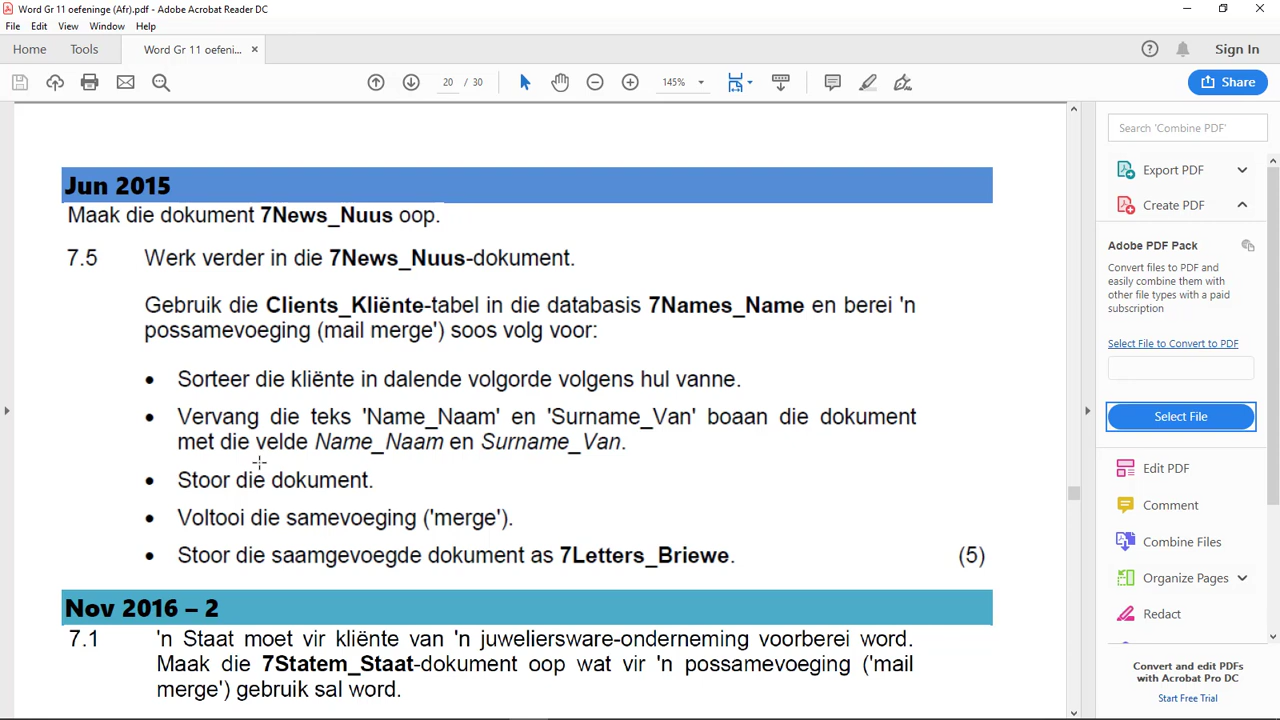 Word Gr 11 oefeninge (Afr).pdf - Adobe Acrobat Reader DC
File Edit View Window Help
Home Tools Word Gr 11 oefeni... × Sign In
20 / 30 145% Share
Jun 2015
Maak die dokument 7News_Nuus oop.
7.5 Werk verder in die 7News_Nuus-dokument.
Gebruik die Clients_Kliënte-tabel in die databasis 7Names_Name en berei 'n
possamevoeging (mail merge') soos volg voor:
• Sorteer die kliënte in dalende volgorde volgens hul vanne.
• Vervang die teks 'Name_Naam' en 'Surname_Van' boaan die dokument
met die velde Name_Naam en Surname_Van.
• Stoor die dokument.
• Voltooi die samevoeging ('merge').
• Stoor die saamgevoegde dokument as 7Letters_Briewe. (5)
Nov 2016 – 2
7.1 'n Staat moet vir kliënte van 'n juweliersware-onderneming voorberei word.
Maak die 7Statem_Staat-dokument oop wat vir 'n possamevoeging ('mail
merge') gebruik sal word.
Search 'Combine PDF'
Export PDF
Create PDF
Adobe PDF Pack
Convert files to PDF and
easily combine them with
other file types with a paid
subscription
Select File to Convert to PDF
Select File
Edit PDF
Comment
Combine Files
Organize Pages
Redact
Convert and edit PDFs
with Acrobat Pro DC
Start Free Trial